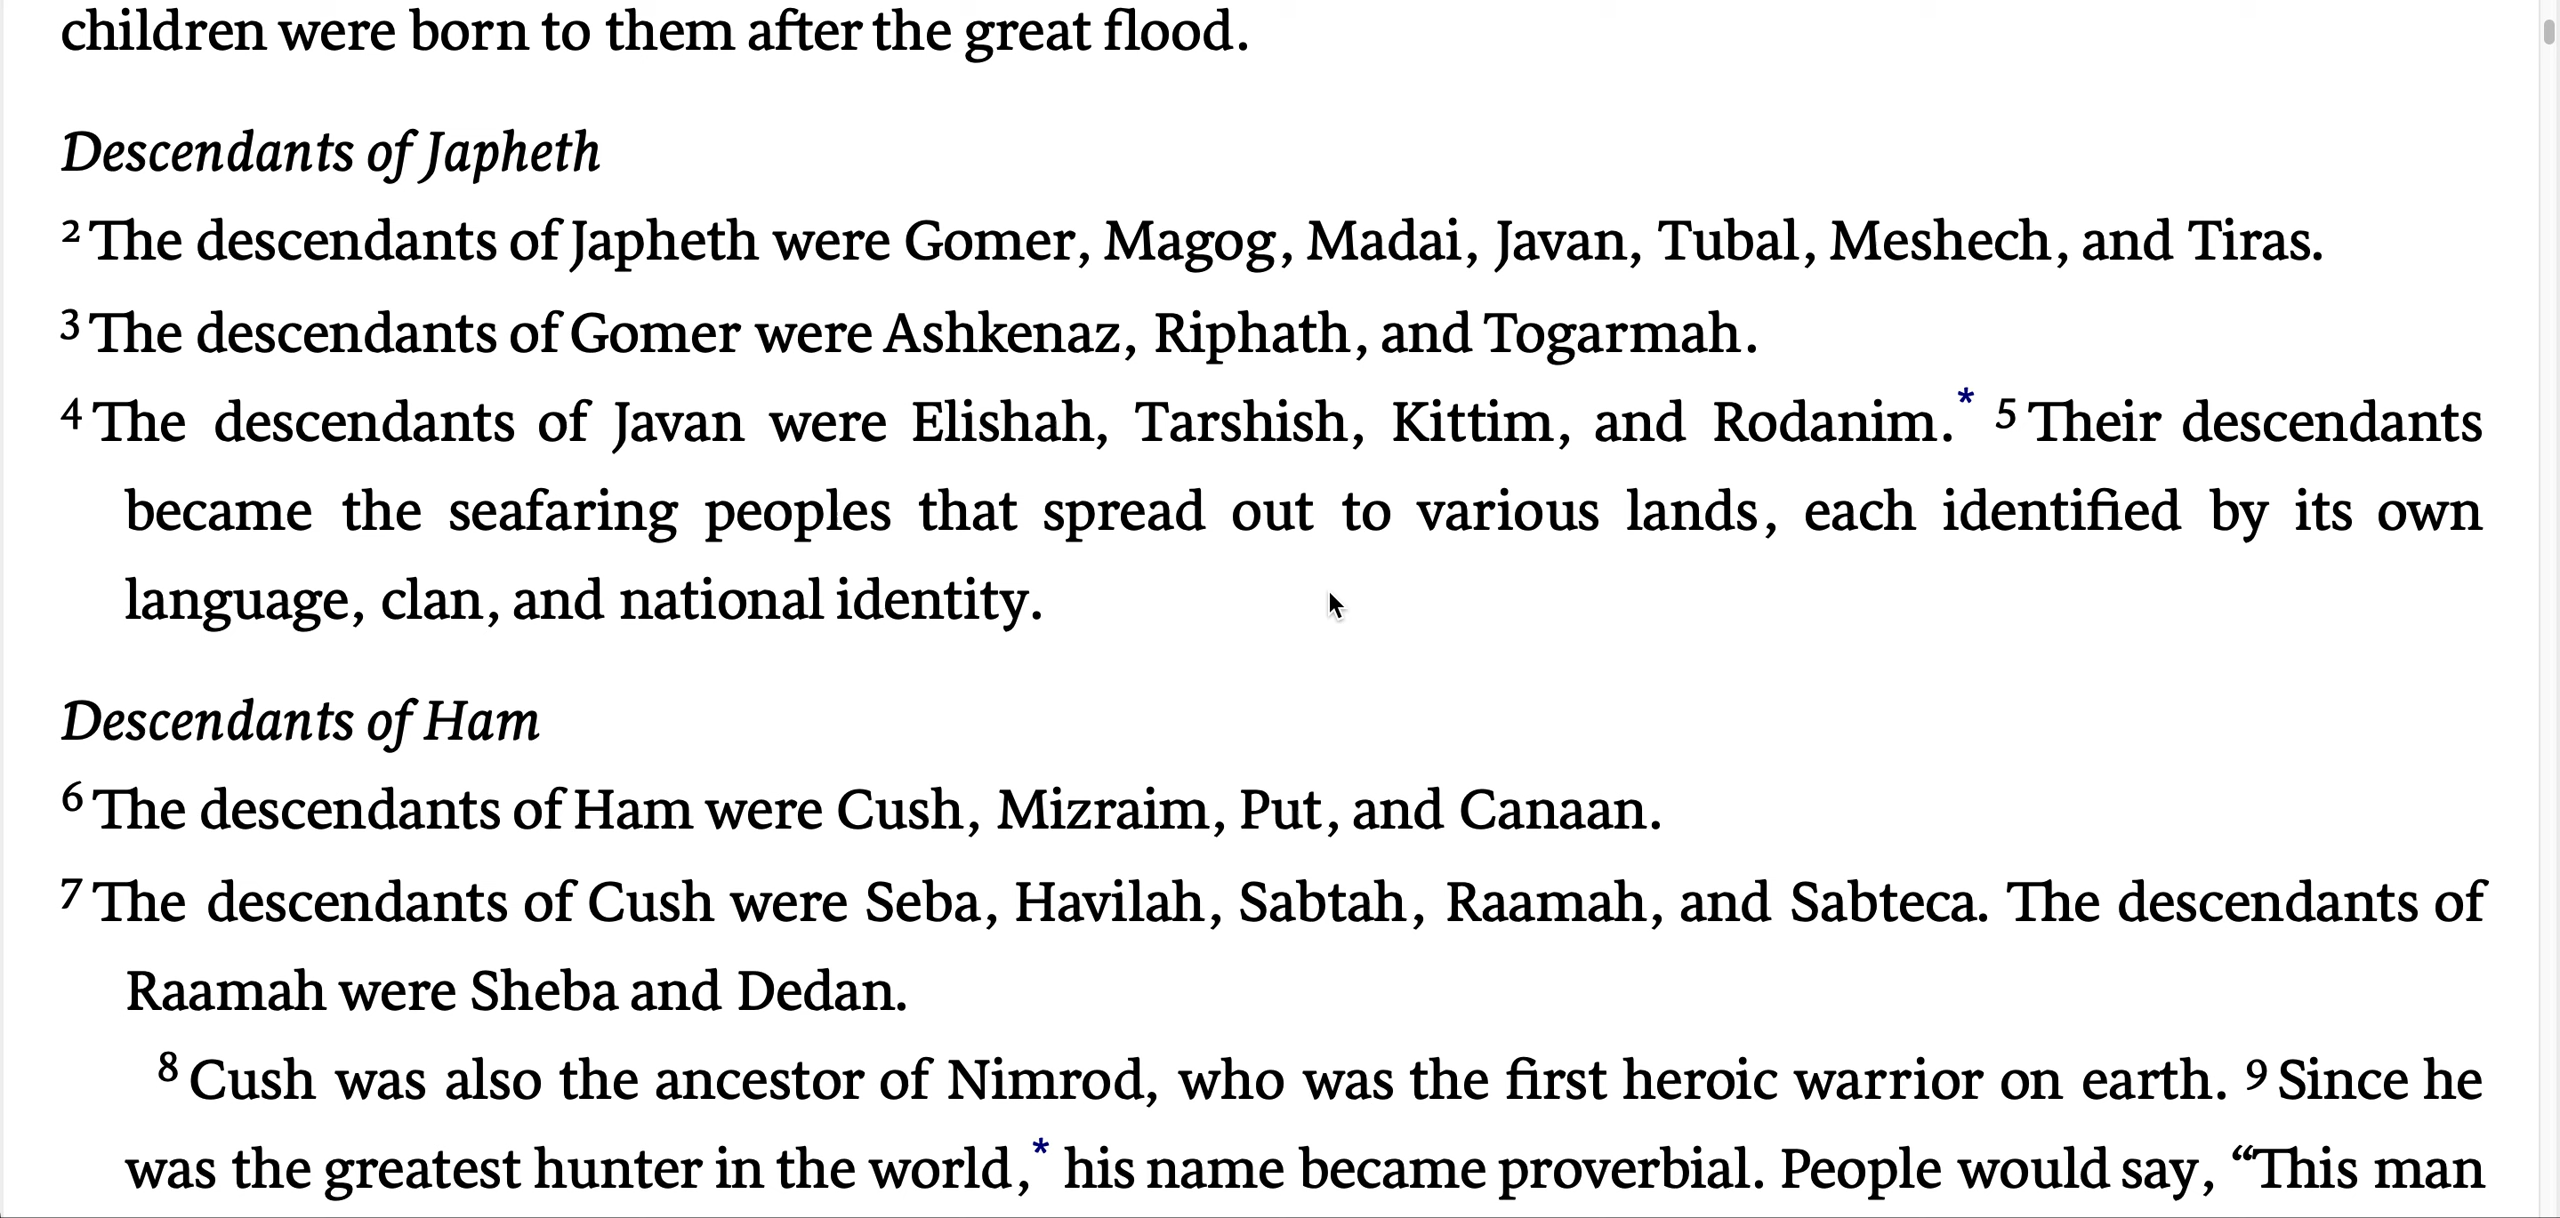 children were born to them after the great flood.
Descendants of Japheth
2 The descendants of Japheth were Gomer, Magog, Madai, Javan, Tubal, Meshech, and Tiras.
3 The descendants of Gomer were Ashkenaz, Riphath, and Togarmah.
4 The descendants of Javan were Elishah, Tarshish, Kittim, and Rodanim.* 5 Their descendants
became the seafaring peoples that spread out to various lands, each identified by its own
language, clan, and national identity.
Descendants of Ham
6 The descendants of Ham were Cush, Mizraim, Put, and Canaan.
7 The descendants of Cush were Seba, Havilah, Sabtah, Raamah, and Sabteca. The descendants of
Raamah were Sheba and Dedan.
8 Cush was also the ancestor of Nimrod, who was the first heroic warrior on earth. 9 Since he
was the greatest hunter in the world,* his name became proverbial. People would say, “This man